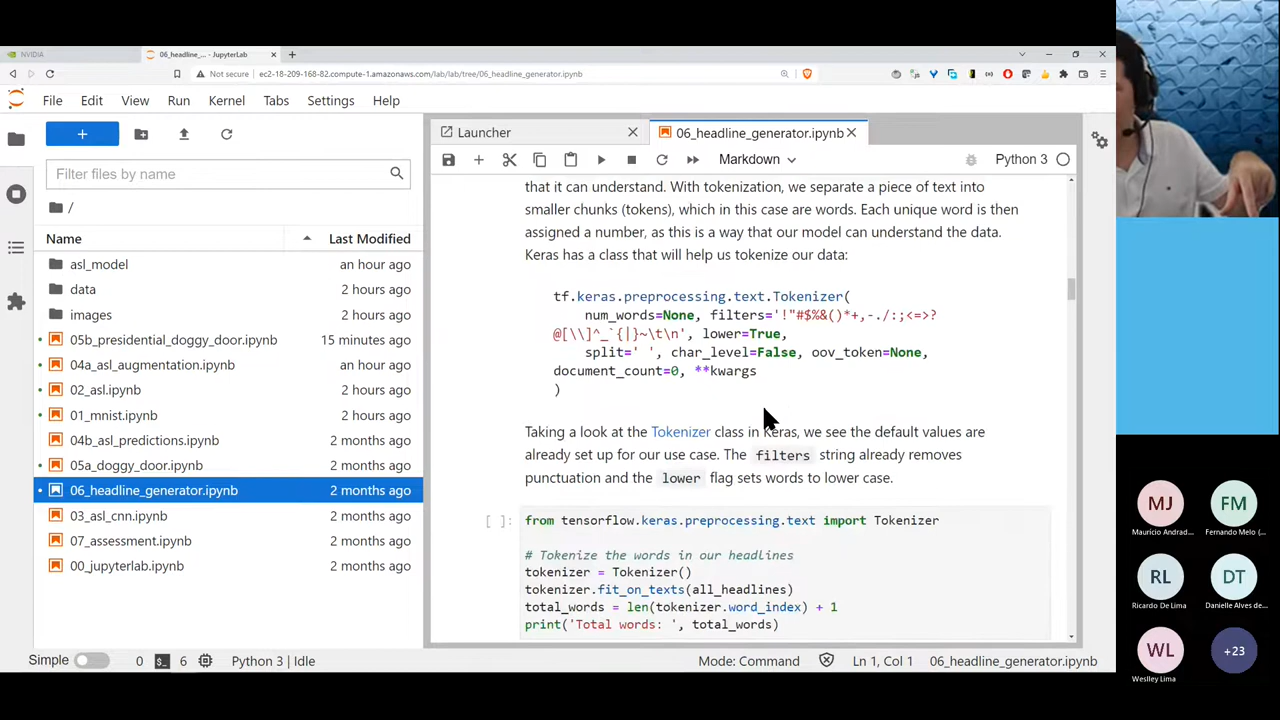 NVIDIA
06_headline_... - JupyterLab
Not secure
ec2-18-209-168-82.compute-1.amazonaws.com/lab/lab/tree/06_headline_generator.ipynb
File Edit View Run Kernel Tabs Settings Help
Launcher
06_headline_generator.ipynb
Markdown
Python 3
Filter files by name
/
Name
Last Modified
asl_model an hour ago
data 2 hours ago
images 2 hours ago
05b_presidential_doggy_door.ipynb 15 minutes ago
04a_asl_augmentation.ipynb an hour ago
02_asl.ipynb 2 hours ago
01_mnist.ipynb 2 hours ago
04b_asl_predictions.ipynb 2 months ago
05a_doggy_door.ipynb 2 months ago
06_headline_generator.ipynb 2 months ago
03_asl_cnn.ipynb 2 months ago
07_assessment.ipynb 2 months ago
00_jupyterlab.ipynb 2 months ago
that it can understand. With tokenization, we separate a piece of text into
smaller chunks (tokens), which in this case are words. Each unique word is then
assigned a number, as this is a way that our model can understand the data.
Keras has a class that will help us tokenize our data:
tf.keras.preprocessing.text.Tokenizer(
num_words=None, filters='!"#$%&()*+,-./:;<=>?
@[\\]^_`{|}~\t\n', lower=True,
split=' ', char_level=False, oov_token=None,
document_count=0, **kwargs
)
Taking a look at the Tokenizer class in Keras, we see the default values are
already set up for our use case. The filters string already removes
punctuation and the lower flag sets words to lower case.
[ ]: from tensorflow.keras.preprocessing.text import Tokenizer
# Tokenize the words in our headlines
tokenizer = Tokenizer()
tokenizer.fit_on_texts(all_headlines)
total_words = len(tokenizer.word_index) + 1
print('Total words: ', total_words)
Simple
0
6
Python 3 | Idle
Mode: Command
Ln 1, Col 1
06_headline_generator.ipynb
MJ FM
Mauricio Andrad... Fernando Melo (...
RL DT
Ricardo De Lima Danielle Alves de...
WL +23
Weslley Lima